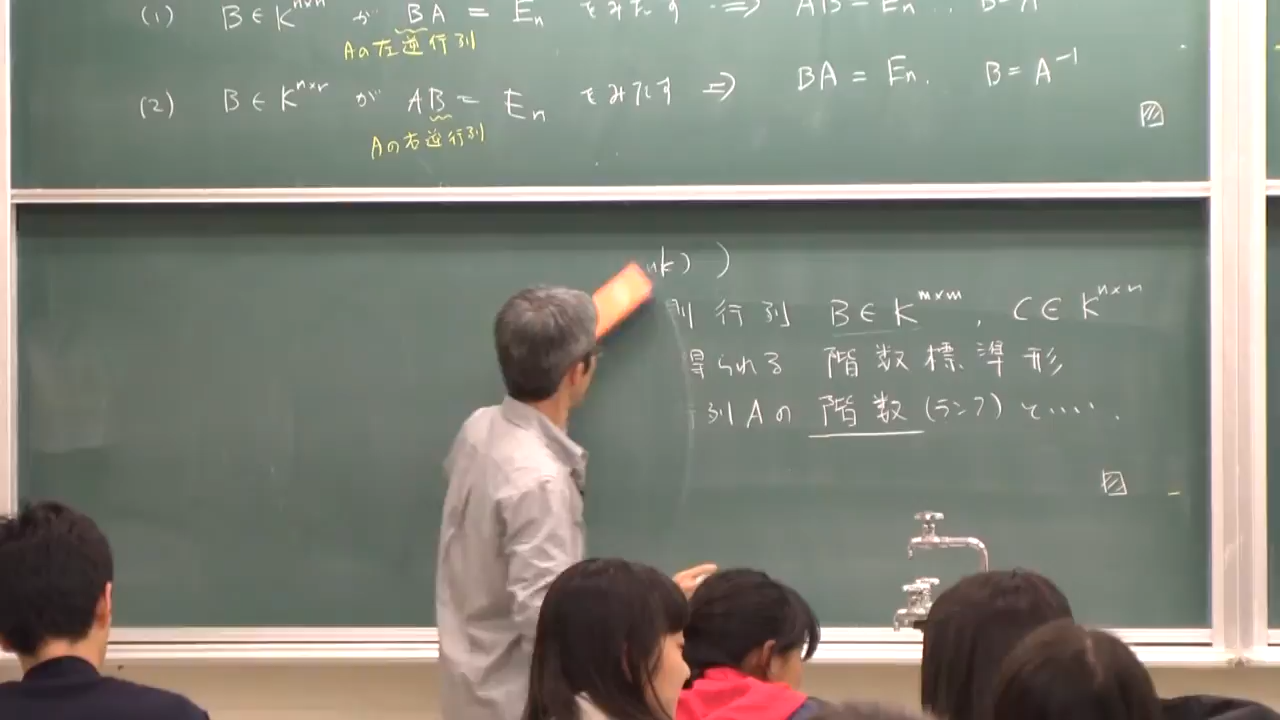 (1) B ∈ K^{n×n} が BA = E_n をみたす ⇒ AB = E_n.
Aの左逆行列
(2) B ∈ K^{n×n} が AB = E_n をみたす ⇒ BA = E_n. B = A^{-1}
Aの右逆行列
nk))
列行列 B ∈ K^{m×m}, C ∈ K^{n×n}
得られる 階数標準形
列Aの 階数 (ランク) という.